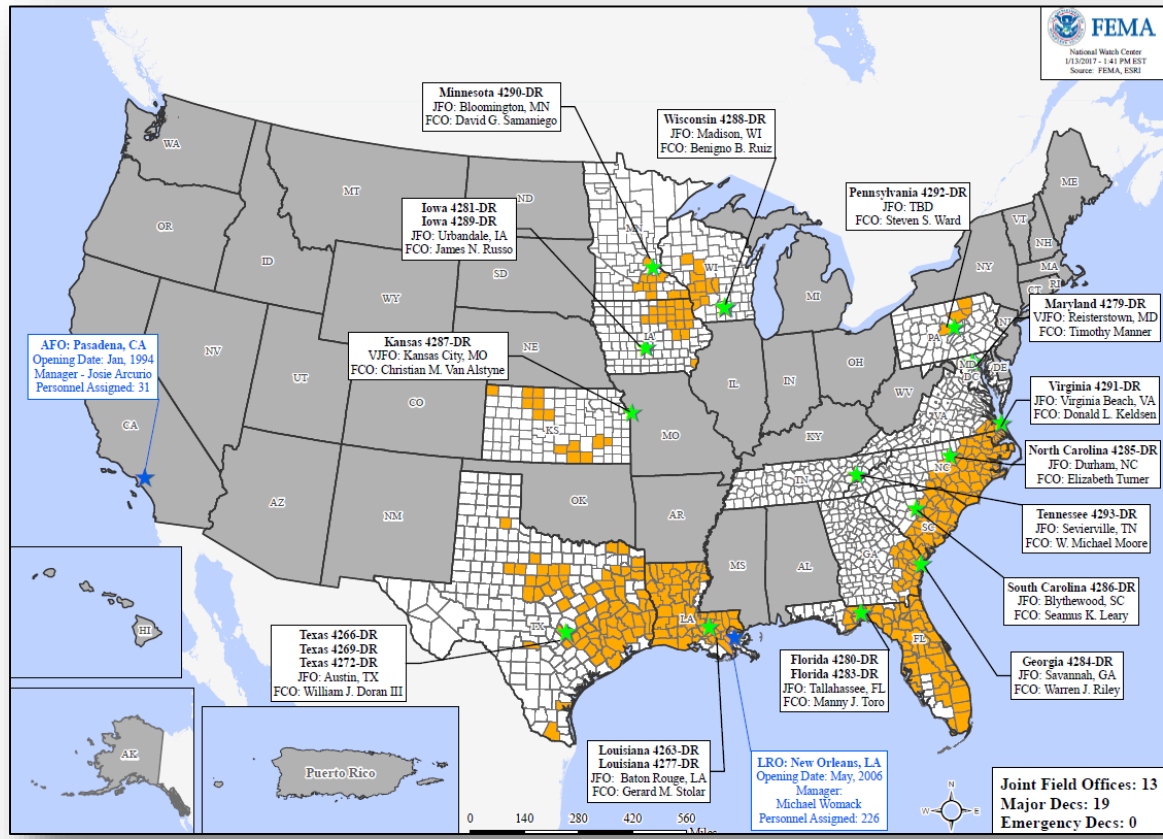 FEMA
National Watch Center
1/13/2017 - 1:41 PM EST
Source: FEMA, ESRI
Minnesota 4290-DR
JFO: Bloomington, MN
FCO: David G. Samaniego
Wisconsin 4288-DR
JFO: Madison, WI
FCO: Benigno B. Ruiz
Pennsylvania 4292-DR
JFO: TBD
FCO: Steven S. Ward
Iowa 4281-DR
Iowa 4289-DR
JFO: Urbandale, IA
FCO: James N. Russo
Maryland 4279-DR
VJFO: Reisterstown, MD
FCO: Timothy Manner
AFO: Pasadena, CA
Opening Date: Jan, 1994
Manager - Josie Arcurio
Personnel Assigned: 31
Kansas 4287-DR
VJFO: Kansas City, MO
FCO: Christian M. Van Alstyne
Virginia 4291-DR
JFO: Virginia Beach, VA
FCO: Donald L. Keldsen
North Carolina 4285-DR
JFO: Durham, NC
FCO: Elizabeth Turner
Tennessee 4293-DR
JFO: Sevierville, TN
FCO: W. Michael Moore
South Carolina 4286-DR
JFO: Blythewood, SC
FCO: Seamus K. Leary
Texas 4266-DR
Texas 4269-DR
Texas 4272-DR
JFO: Austin, TX
FCO: William J. Doran III
Florida 4280-DR
Florida 4283-DR
JFO: Tallahassee, FL
FCO: Manny J. Toro
Georgia 4284-DR
JFO: Savannah, GA
FCO: Warren J. Riley
Louisiana 4263-DR
Louisiana 4277-DR
JFO: Baton Rouge, LA
FCO: Gerard M. Stolar
LRO: New Orleans, LA
Opening Date: May, 2006
Manager:
Michael Womack
Personnel Assigned: 226
Joint Field Offices: 13
Major Decs: 19
Emergency Decs: 0
WA
MT
ND
MN
WI
ME
VT
NH
OR
ID
SD
WY
MI
NY
MA
CT
RI
NV
UT
NE
IA
PA
NJ
CA
CO
KS
MO
IL
IN
OH
WV
MD
DE
DC
VA
KY
AZ
NM
OK
AR
TN
NC
SC
MS
AL
GA
TX
LA
FL
HI
AK
Puerto Rico
N
W
E
S
0
140
280
420
560
Miles